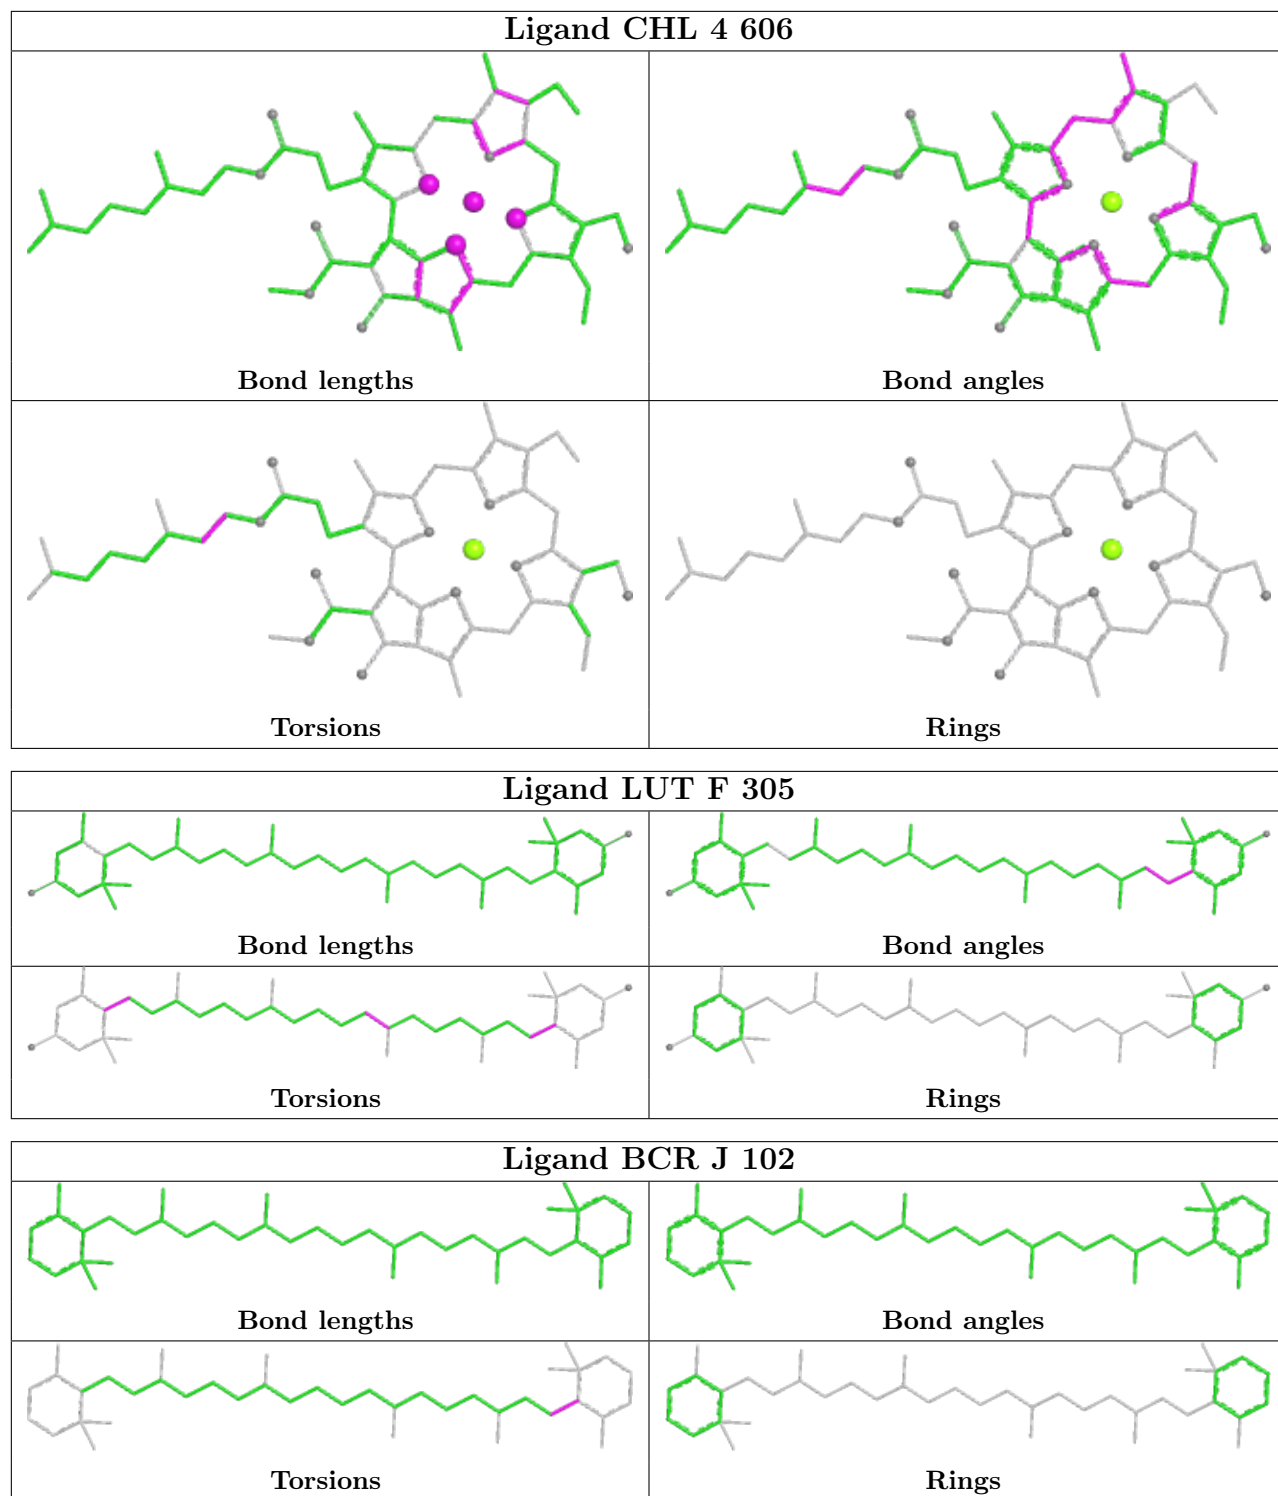 Ligand CHL 4 606
Bond lengths
Bond angles
Torsions
Rings
Ligand LUT F 305
Bond lengths
Bond angles
Torsions
Rings
Ligand BCR J 102
Bond lengths
Bond angles
Torsions
Rings